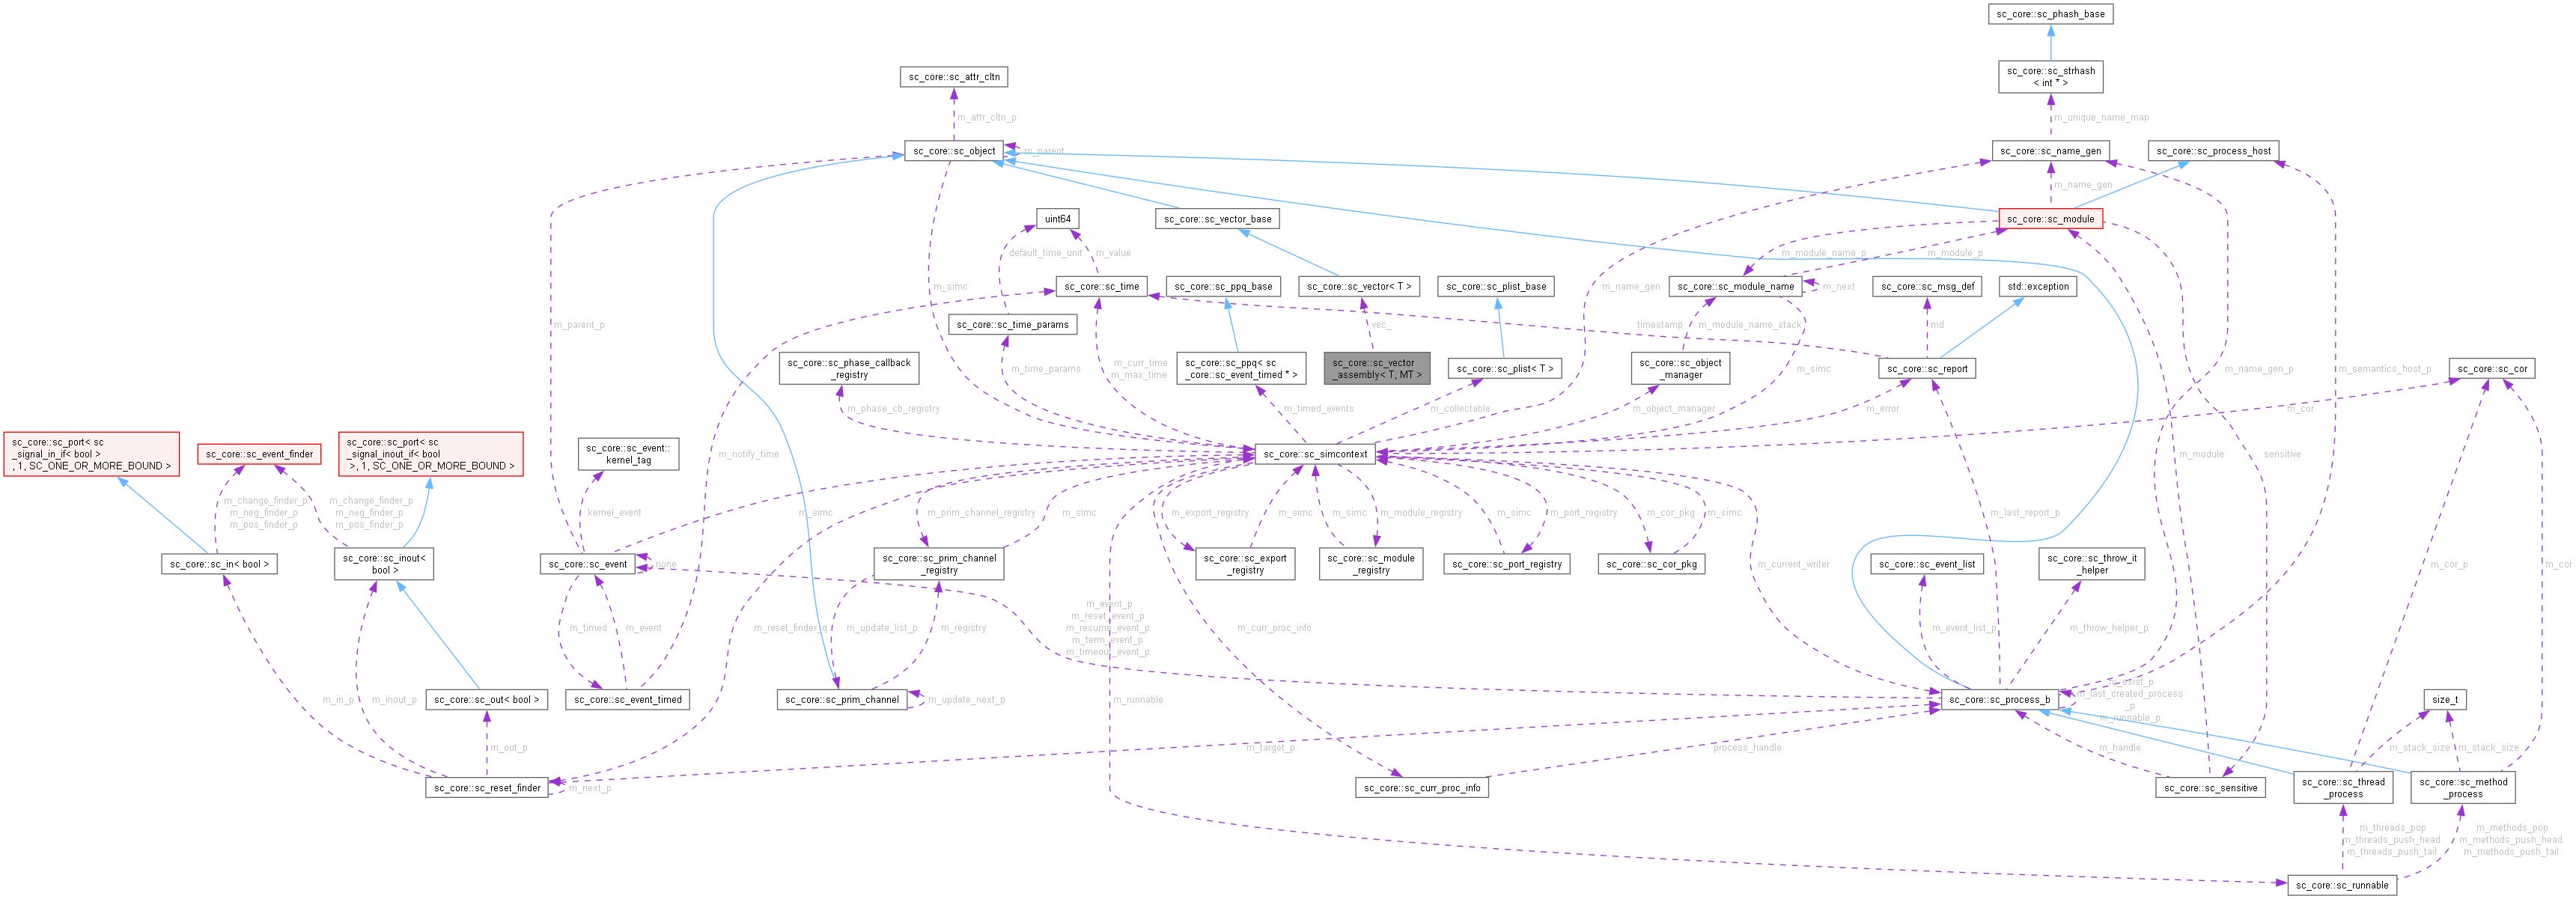 sc_core::sc_phash_base
sc_core::sc_attr_cltn
sc_core::sc_strhash
< int * >
m_attr_cltn_p
m_unique_name_map
sc_core::sc_object
m_parent
sc_core::sc_name_gen
sc_core::sc_process_host
m_name_gen
uint64
sc_core::sc_vector_base
sc_core::sc_module
default_time_unit
m_value
m_module_name_p
m_module_p
m_simc
m_name_gen
sc_core::sc_time
sc_core::sc_ppq_base
sc_core::sc_vector< T >
sc_core::sc_plist_base
sc_core::sc_module_name
m_next
sc_core::sc_msg_def
std::exception
m_parent_p
sc_core::sc_time_params
vec_
timestamp
m_module_name_stack
md
sc_core::sc_phase_callback
_registry
m_time_params
m_curr_time
m_max_time
sc_core::sc_ppq< sc
_core::sc_event_timed * >
sc_core::sc_vector
_assembly< T, MT >
sc_core::sc_plist< T >
sc_core::sc_object
_manager
m_simc
sc_core::sc_report
m_name_gen_p
m_semantics_host_p
sc_core::sc_cor
m_phase_cb_registry
m_timed_events
m_collectable
m_object_manager
m_error
m_cor
sc_core::sc_port< sc
_signal_in_if< bool >
, 1, SC_ONE_OR_MORE_BOUND >
sc_core::sc_event_finder
sc_core::sc_port< sc
_signal_inout_if< bool
>, 1, SC_ONE_OR_MORE_BOUND >
sc_core::sc_event::
kernel_tag
m_notify_time
sc_core::sc_simcontext
m_module
sensitive
m_change_finder_p
m_neg_finder_p
m_pos_finder_p
m_change_finder_p
m_neg_finder_p
m_pos_finder_p
kernel_event
m_simc
m_prim_channel_registry
m_simc
m_export_registry
m_simc
m_simc
m_module_registry
m_simc
m_port_registry
m_cor_pkg
m_simc
m_last_report_p
sc_core::sc_in< bool >
sc_core::sc_inout<
bool >
sc_core::sc_event
none
sc_core::sc_prim_channel
_registry
sc_core::sc_export
_registry
sc_core::sc_module
_registry
sc_core::sc_port_registry
sc_core::sc_cor_pkg
m_current_writer
sc_core::sc_event_list
sc_core::sc_throw_it
_helper
m_cor_p
m_cor
m_reset_finder_q
m_timed
m_event
m_update_list_p
m_registry
m_event_p
m_reset_event_p
m_resume_event_p
m_term_event_p
m_timeout_event_p
m_curr_proc_info
m_event_list_p
m_throw_helper_p
m_in_p
m_inout_p
sc_core::sc_out< bool >
sc_core::sc_event_timed
sc_core::sc_prim_channel
m_update_next_p
m_runnable
sc_core::sc_process_b
m_exist_p
m_last_created_process
_p
m_runnable_p
size_t
m_out_p
m_target_p
process_handle
m_handle
m_stack_size
m_stack_size
sc_core::sc_reset_finder
m_next_p
sc_core::sc_curr_proc_info
sc_core::sc_sensitive
sc_core::sc_thread
_process
sc_core::sc_method
_process
m_threads_pop
m_threads_push_head
m_threads_push_tail
m_methods_pop
m_methods_push_head
m_methods_push_tail
sc_core::sc_runnable